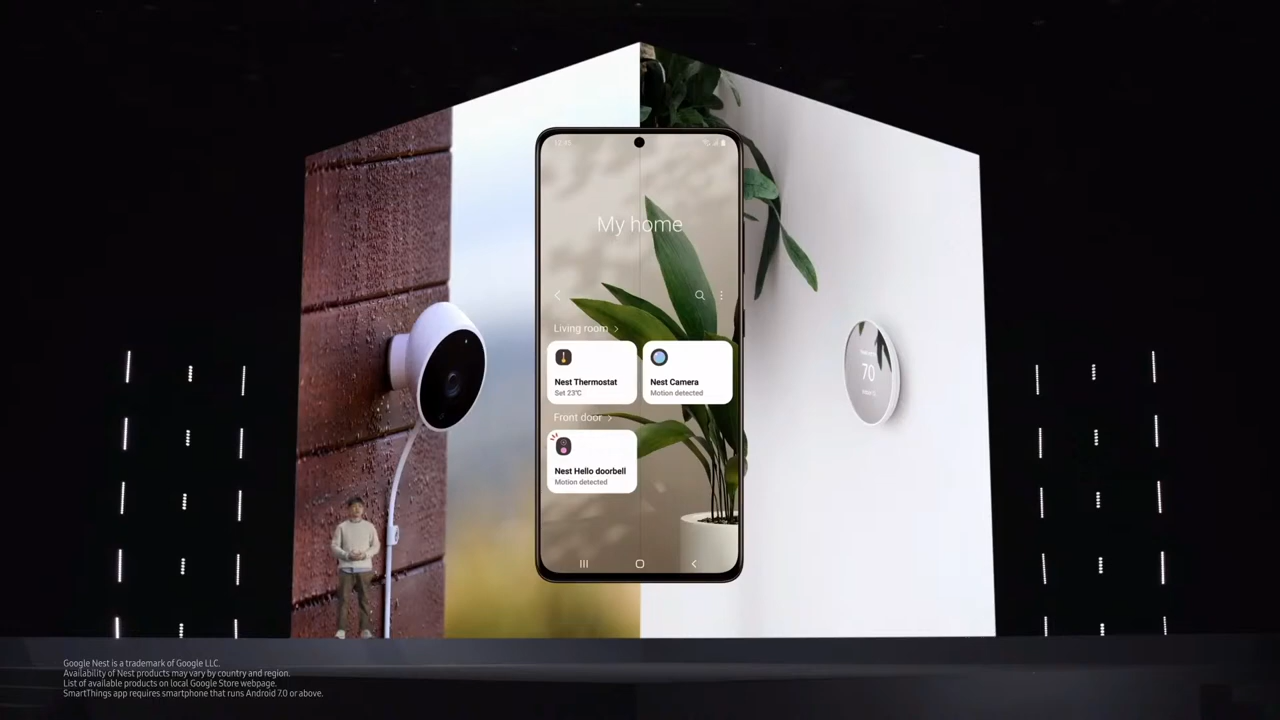 12:45
My home
Living room >
Nest Thermostat
Set 23°C
Nest Camera
Motion detected
Front door >
Nest Hello doorbell
Motion detected
70
Google Nest is a trademark of Google LLC.
Availability of Nest products may vary by country and region.
List of available products on local Google Store webpage.
SmartThings app requires smartphone that runs Android 7.0 or above.